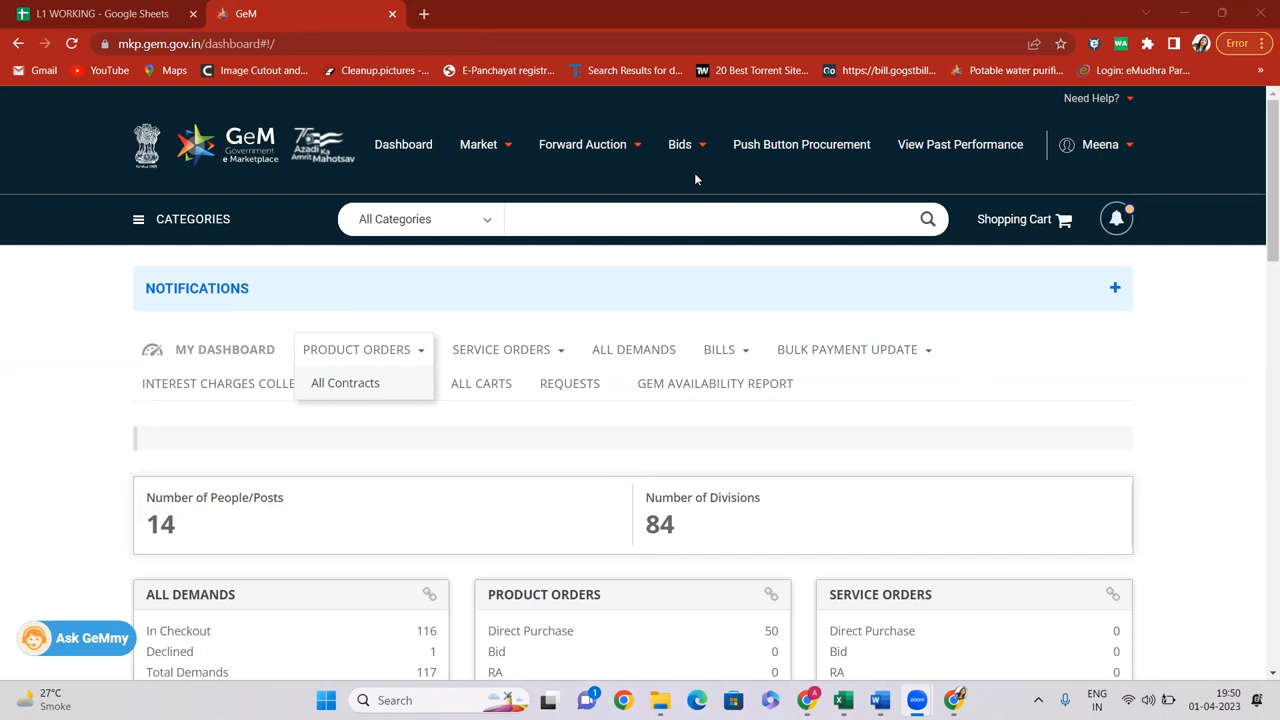 L1 WORKING - Google Sheets
GeM
mkp.gem.gov.in/dashboard#!/
Error
Gmail
YouTube
Maps
Image Cutout and...
Cleanup.pictures -...
E-Panchayat registr...
Search Results for d...
20 Best Torrent Site...
https://bill.gogstbill...
Potable water purifi...
Login: eMudhra Par...
»
Need Help?
GeM
Government
e Marketplace
75
Azadi Ka
Amrit Mahotsav
Dashboard
Market
Forward Auction
Bids
Push Button Procurement
View Past Performance
Meena
CATEGORIES
All Categories
Shopping Cart
NOTIFICATIONS
+
MY DASHBOARD
PRODUCT ORDERS
SERVICE ORDERS
ALL DEMANDS
BILLS
BULK PAYMENT UPDATE
INTEREST CHARGES COLLE
All Contracts
ALL CARTS
REQUESTS
GEM AVAILABILITY REPORT
Number of People/Posts
14
Number of Divisions
84
ALL DEMANDS
In Checkout 116
Declined 1
Total Demands 117
PRODUCT ORDERS
Direct Purchase 50
Bid 0
RA 0
SERVICE ORDERS
Direct Purchase 0
Bid 0
RA 0
Ask GeMmy
27°C
Smoke
Search
1
A
zoom
ENG
IN
19:50
01-04-2023